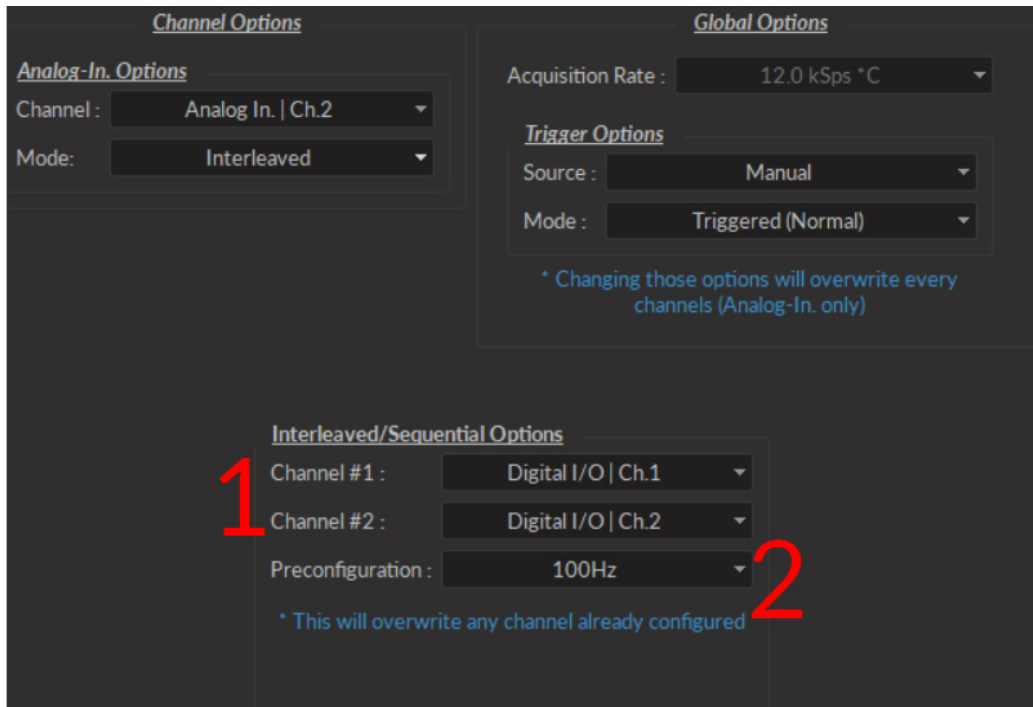 Channel Options
Analog-In. Options
Channel : Analog In. | Ch.2
Mode: Interleaved
Global Options
Acquisition Rate : 12.0 kSps *C
Trigger Options
Source : Manual
Mode : Triggered (Normal)
* Changing those options will overwrite every
channels (Analog-In. only)
Interleaved/Sequential Options
1
Channel #1 : Digital I/O | Ch.1
Channel #2 : Digital I/O | Ch.2
Preconfiguration : 100Hz
2
* This will overwrite any channel already configured